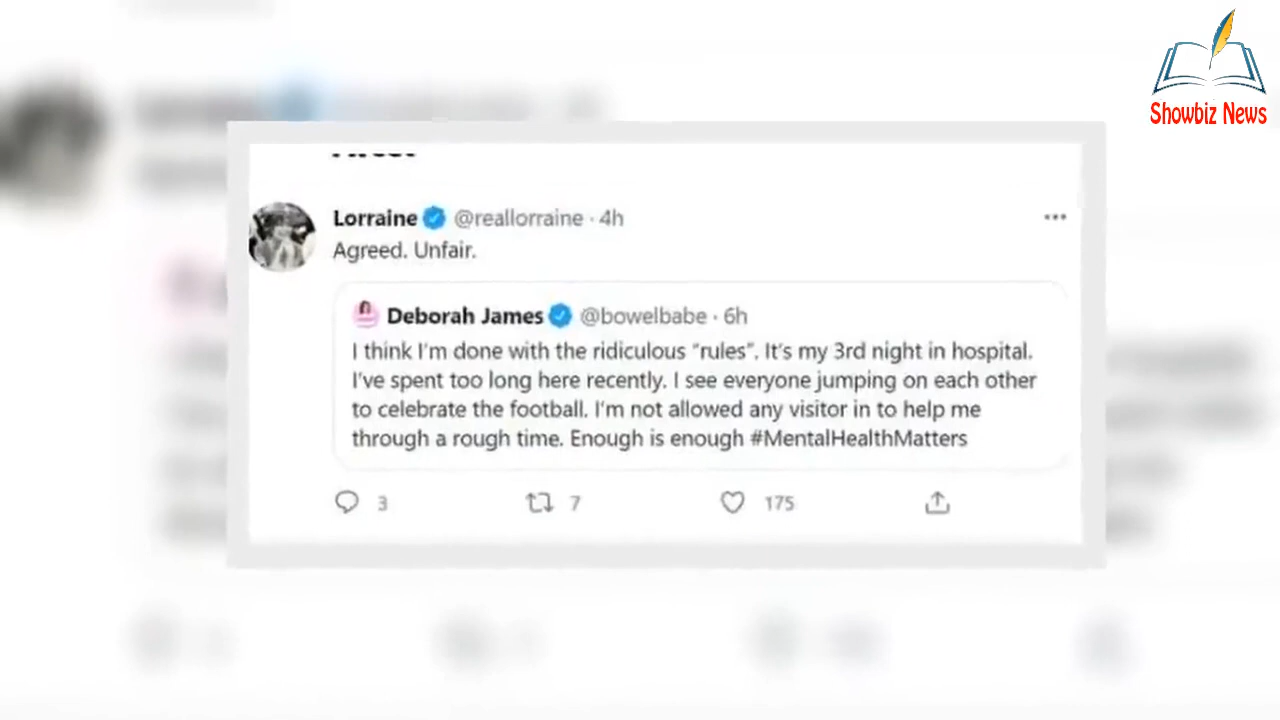 Showbiz News
Lorraine @reallorraine · 4h
Agreed. Unfair.
Deborah James @bowelbabe · 6h
I think I'm done with the ridiculous "rules". It's my 3rd night in hospital.
I've spent too long here recently. I see everyone jumping on each other
to celebrate the football. I'm not allowed any visitor in to help me
through a rough time. Enough is enough #MentalHealthMatters
3 7 175